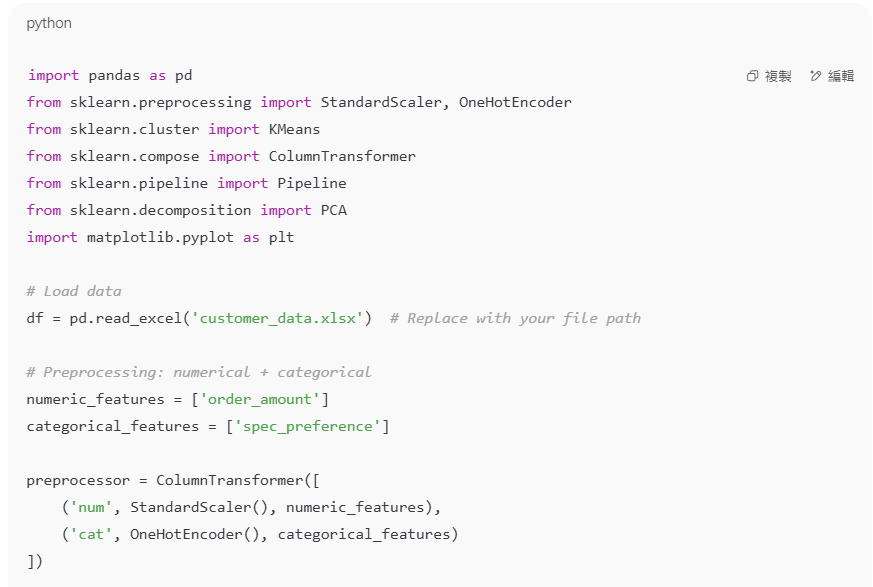 python
複製 編輯
import pandas as pd
from sklearn.preprocessing import StandardScaler, OneHotEncoder
from sklearn.cluster import KMeans
from sklearn.compose import ColumnTransformer
from sklearn.pipeline import Pipeline
from sklearn.decomposition import PCA
import matplotlib.pyplot as plt

# Load data
df = pd.read_excel('customer_data.xlsx')  # Replace with your file path

# Preprocessing: numerical + categorical
numeric_features = ['order_amount']
categorical_features = ['spec_preference']

preprocessor = ColumnTransformer([
    ('num', StandardScaler(), numeric_features),
    ('cat', OneHotEncoder(), categorical_features)
])